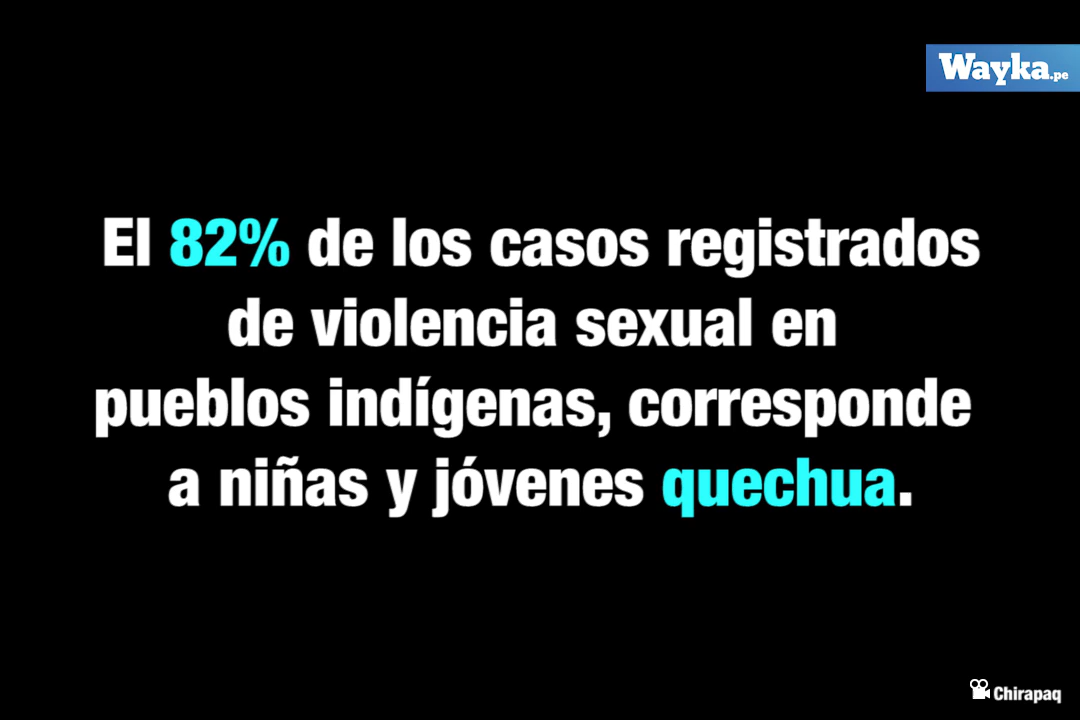 Wayka.pe
El 82% de los casos registrados
de violencia sexual en
pueblos indígenas, corresponde
a niñas y jóvenes quechua.
Chirapaq